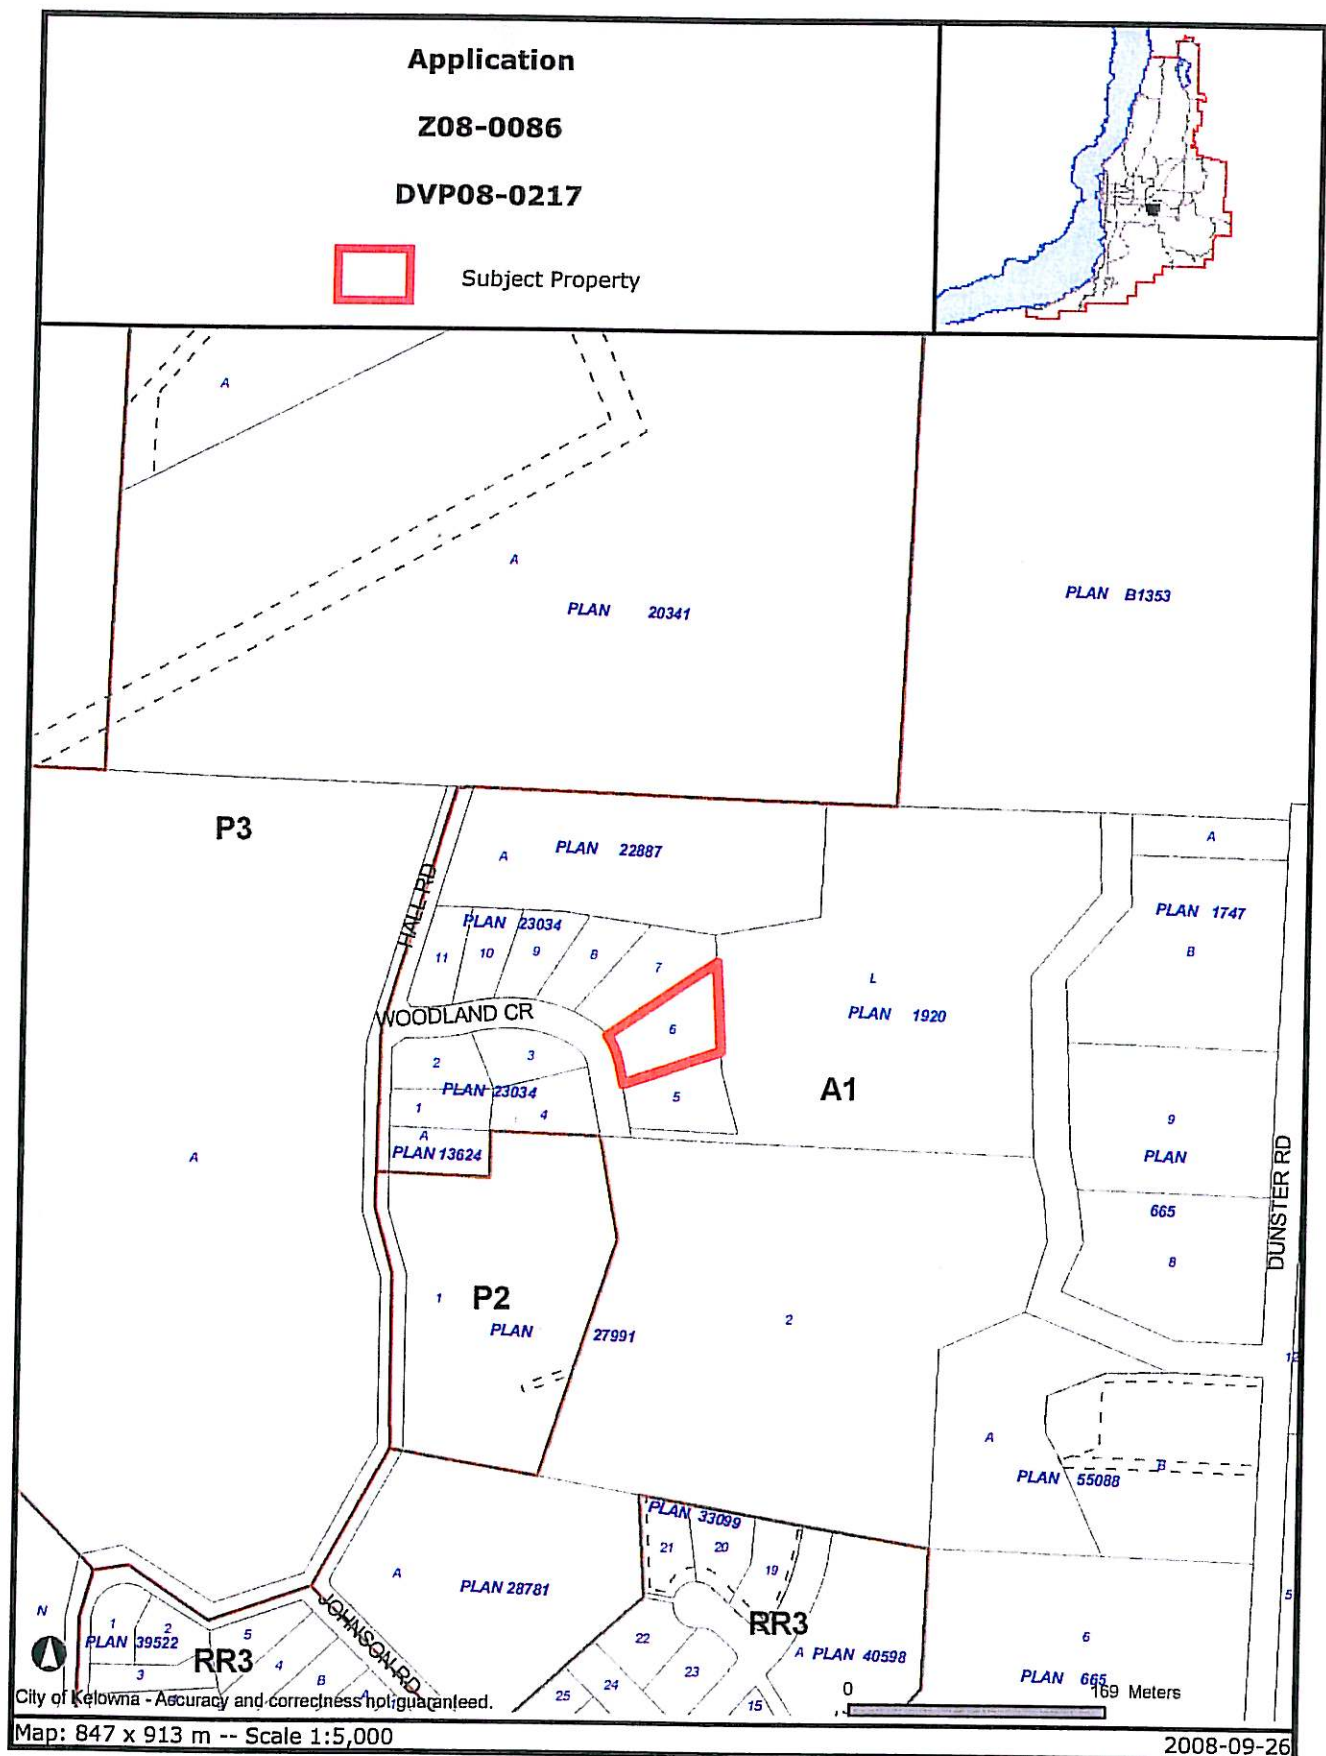 Application
Z08-0086
DVP08-0217
Subject Property
A
A
PLAN 20341
PLAN B1353
P3
HALL RD
A
PLAN 22887
A
PLAN 1747
B
PLAN 23034
11
10
9
8
7
6
5
L
PLAN 1920
A1
WOODLAND CR
2
3
PLAN 23034
1
4
A
PLAN 13624
A
9
PLAN
665
8
DUNSTER RD
1
P2
PLAN 27991
2
12
A
B
PLAN 55088
PLAN 33099
21
20
19
A
PLAN 28781
JOHNSON RD
RR3
22
23
24
25
15
A PLAN 40598
5
6
PLAN 665
N
1
2
PLAN 39522
3
RR3
5
4
B
A
City of Kelowna - Accuracy and correctness not guaranteed.
0
169 Meters
Map: 847 x 913 m -- Scale 1:5,000
2008-09-26